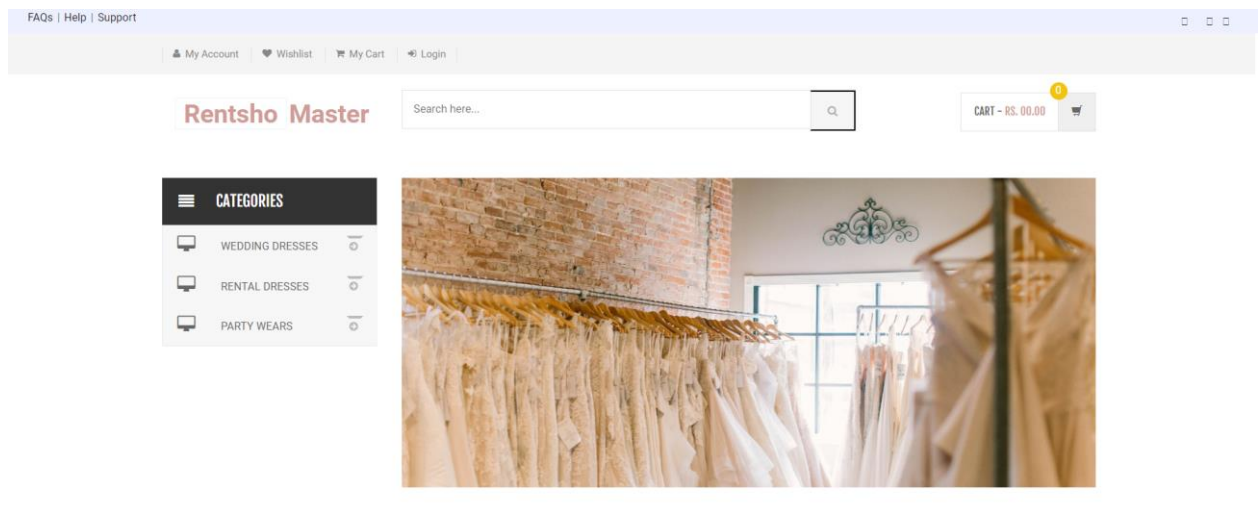 FAQs | Help | Support
My Account Wishlist My Cart Login
Rentsho Master
Search here...
0
CART - RS. 00.00
CATEGORIES
WEDDING DRESSES
RENTAL DRESSES
PARTY WEARS